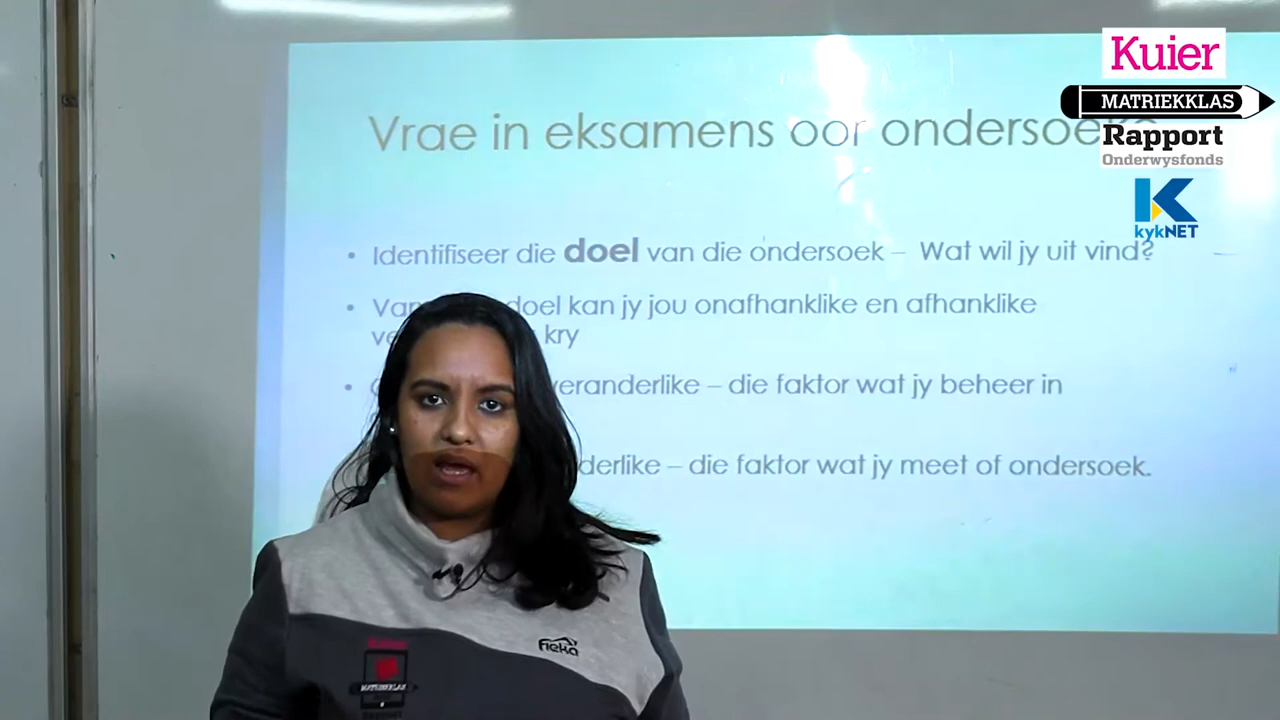 Kuier
MATRIEKKLAS
Rapport
Onderwysfonds
kykNET
Vrae in eksamens oor
• Identifiseer die doel van die ondersoek – Wat wil jy uit vind?
• doel kan jy jou onafhanklike en afhanklike
kry
• veranderlike – die faktor wat jy beheer in
– die faktor wat jy meet of ondersoek.
fieka
MATRIEKKLAS